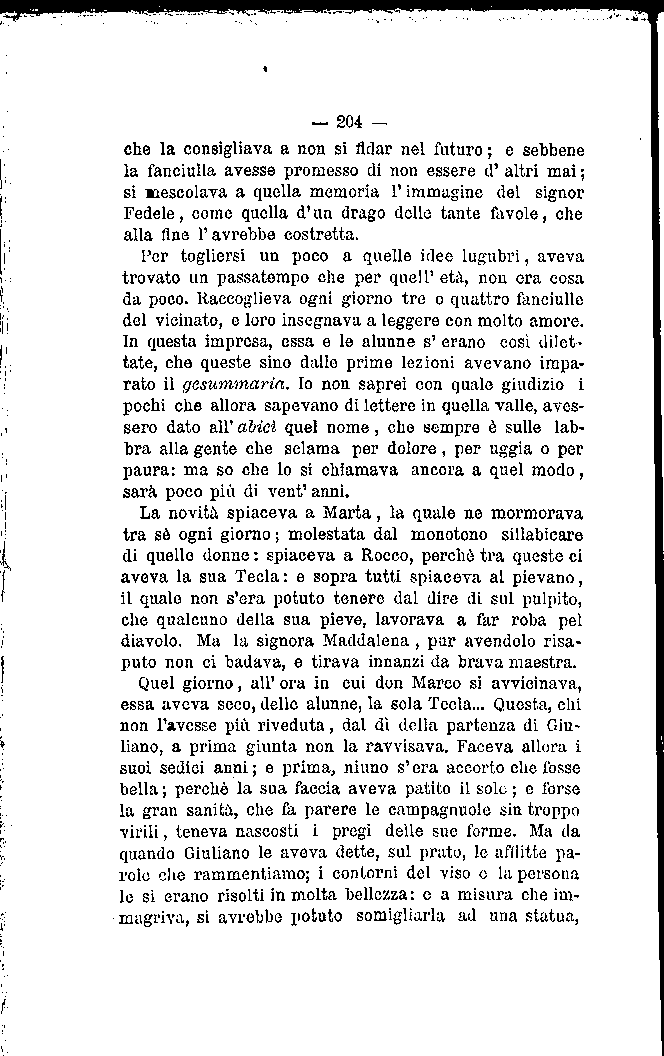 — 204 —
che la consigliava a non si fidar nel futuro; e sebbene
la fanciulla avesse promesso di non essere d' altri mai;
si mescolava a quella memoria l' immagine del signor
Fedele, come quella d' un drago delle tante favole, che
alla fine l' avrebbe costretta.
Per togliersi un poco a quelle idee lugubri, aveva
trovato un passatempo che per quell' età, non era cosa
da poco. Raccoglieva ogni giorno tre o quattro fanciulle
del vicinato, e loro insegnava a leggere con molto amore.
In questa impresa, essa e le alunne s' erano così dilet-
tate, che queste sino dalle prime lezioni avevano impa-
rato il gesummaria. Io non saprei con quale giudizio i
pochi che allora sapevano di lettere in quella valle, aves-
sero dato all' abicì quel nome, che sempre è sulle lab-
bra alla gente che sclama per dolore, per uggia o per
paura: ma so che lo si chiamava ancora a quel modo,
sarà poco più di vent' anni.
La novità spiaceva a Marta, la quale ne mormorava
tra sè ogni giorno; molestata dal monotono sillabicare
di quelle donne: spiaceva a Rocco, perchè tra queste ci
aveva la sua Tecla: e sopra tutti spiaceva al pievano,
il quale non s'era potuto tenere dal dire di sul pulpito,
che qualcuno della sua pieve, lavorava a far roba pel
diavolo. Ma la signora Maddalena, pur avendolo risa-
puto non ci badava, e tirava innanzi da brava maestra.
Quel giorno, all' ora in cui don Marco si avvicinava,
essa aveva seco, delle alunne, la sola Tecla... Questa, chi
non l'avesse più riveduta, dal dì della partenza di Giu-
liano, a prima giunta non la ravvisava. Faceva allora i
suoi sedici anni; e prima, niuno s' era accorto che fosse
bella; perchè la sua faccia aveva patito il sole; e forse
la gran sanità, che fa parere le campagnuole sin troppo
virili, teneva nascosti i pregi delle sue forme. Ma da
quando Giuliano le aveva dette, sul prato, le afflitte pa-
role che rammentiamo; i contorni del viso e la persona
le si erano risolti in molta bellezza: e a misura che im-
magriva, si avrebbe potuto somigliarla ad una statua,